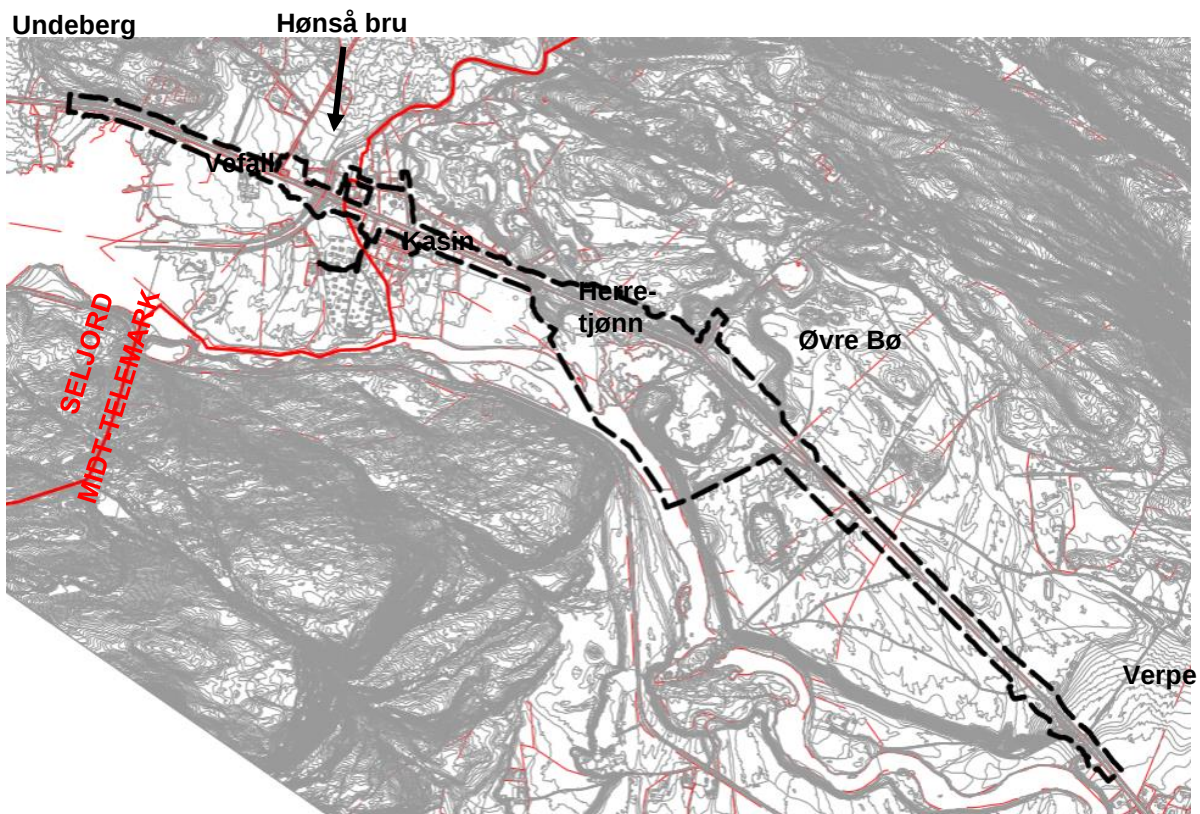 Undeberg
Hønså bru
Vefall
Kasin
Herre-
tjønn
Øvre Bø
SELJORD
MIDT-TELEMARK
Verpe